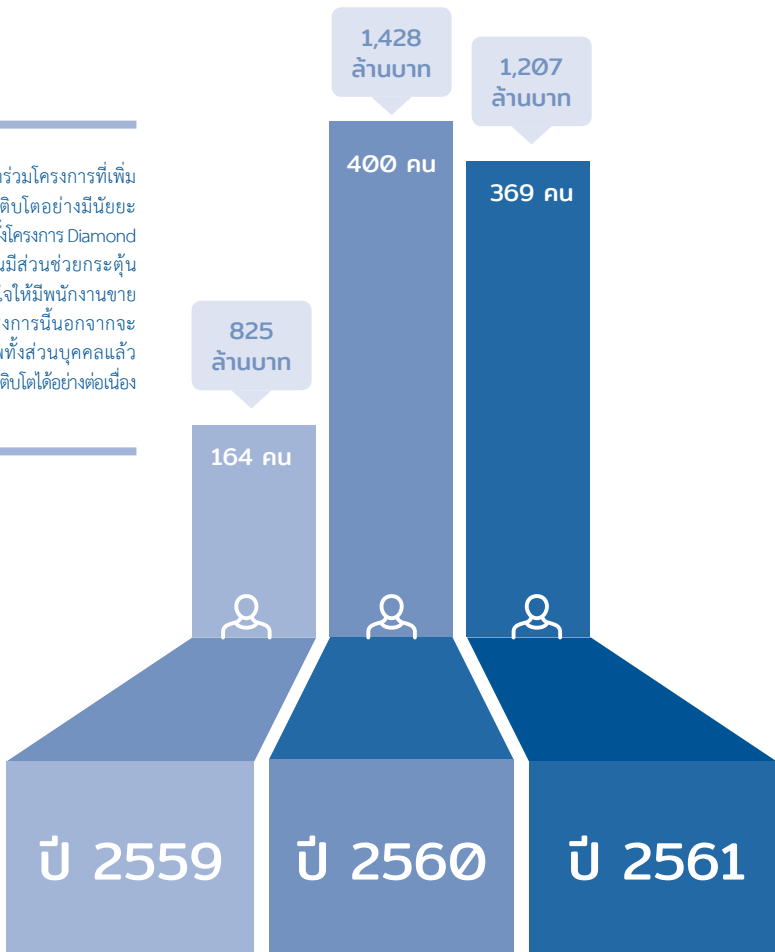 1,428
ล้านบาท
1,207
ล้านบาท
400 คน
369 คน
ร่วมโครงการที่เพิ่ม
ติบโตอย่างมีนัยยะ
โครงการ Diamond
มีส่วนช่วยกระตุ้น
ให้มีพนักงานขาย
การนี้นอกจากจะ
ทั้งส่วนบุคคลแล้ว
ติบโตได้อย่างต่อเนื่อง
825
ล้านบาท
164 คน
ปี 2559
ปี 2560
ปี 2561